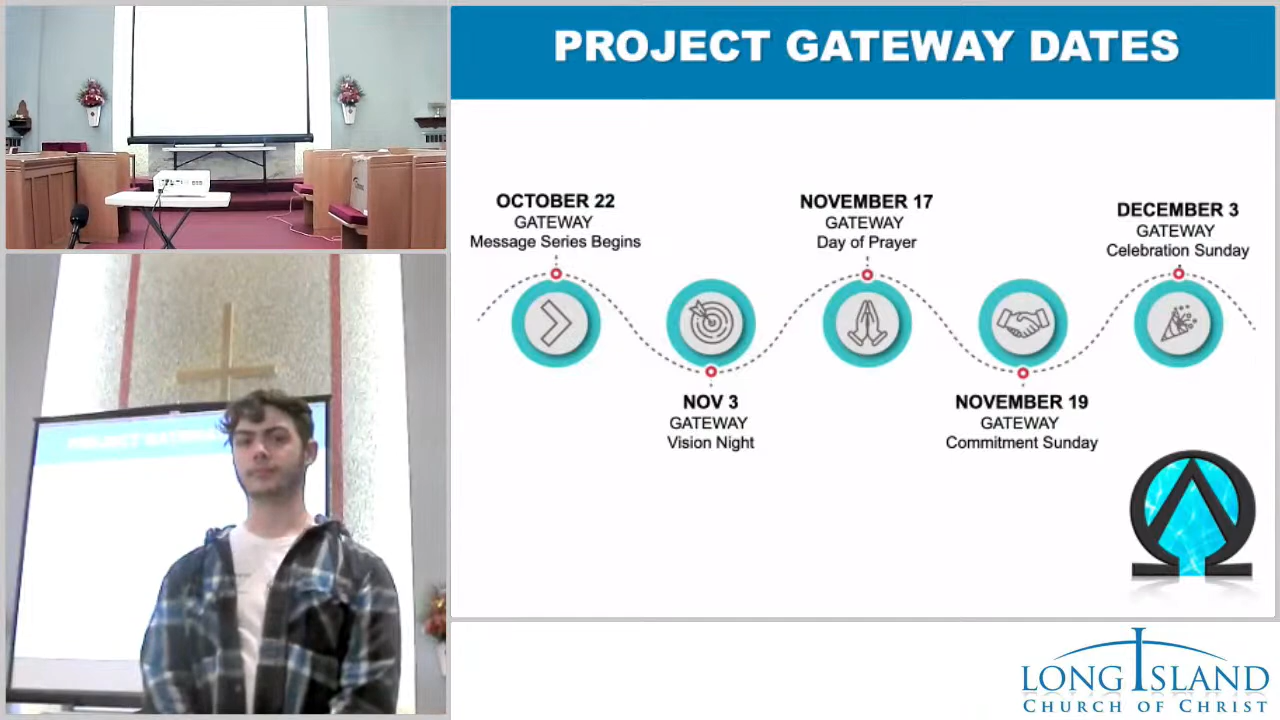 PROJECT GATEWAY DATES
OCTOBER 22
GATEWAY
Message Series Begins
NOV 3
GATEWAY
Vision Night
NOVEMBER 17
GATEWAY
Day of Prayer
NOVEMBER 19
GATEWAY
Commitment Sunday
DECEMBER 3
GATEWAY
Celebration Sunday
LONG ISLAND
CHURCH OF CHRIST
PROJECT